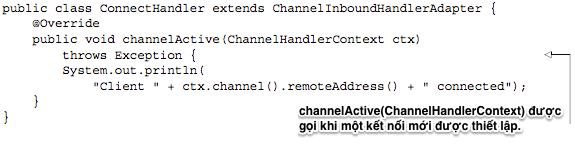 public class ConnectHandler extends ChannelInboundHandlerAdapter {
@Override
public void channelActive(ChannelHandlerContext ctx)
throws Exception {
System.out.println(
"Client " + ctx.channel().remoteAddress() + " connected");
}
}
channelActive(ChannelHandlerContext) được
gọi khi một kết nối mới được thiết lập.